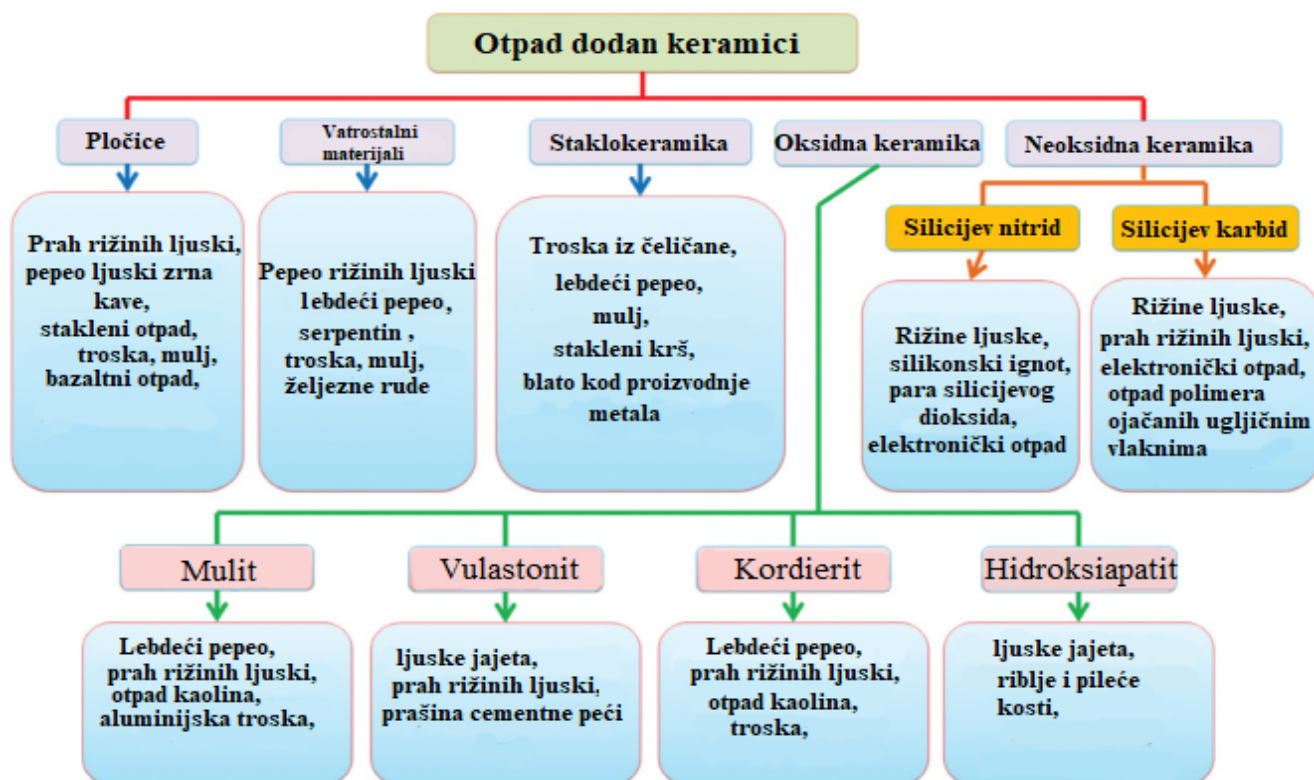 Otpad dodan keramici
Pločice
Vatrostalni
materijali
Staklokeramika
Oksidna keramika
Neoksidna keramika
Prah rižinih ljuski,
pepeo ljuski zrna
kave,
stakleni otpad,
troska, mulj,
bazaltni otpad,
Pepeo rižinih ljuski
lebdeći pepeo,
serpentin ,
troska, mulj,
željezne rude
Troska iz čeličane,
lebdeći pepeo,
mulj,
stakleni krš,
blato kod proizvodnje
metala
Silicijev nitrid
Silicijev karbid
Rižine ljuske,
silikonski ignot,
para silicijevog
dioksida,
elektronički otpad
Rižine ljuske,
prah rižinih ljuski,
elektronički otpad,
otpad polimera
ojačanih ugljičnim
vlaknima
Mulit
Vulastonit
Kordierit
Hidroksiapatit
Lebdeći pepeo,
prah rižinih ljuski,
otpad kaolina,
aluminijska troska,
ljuske jajeta,
prah rižinih ljuski,
prašina cementne peći
Lebdeći pepeo,
prah rižinih ljuski,
otpad kaolina,
troska,
ljuske jajeta,
riblje i pileće
kosti,